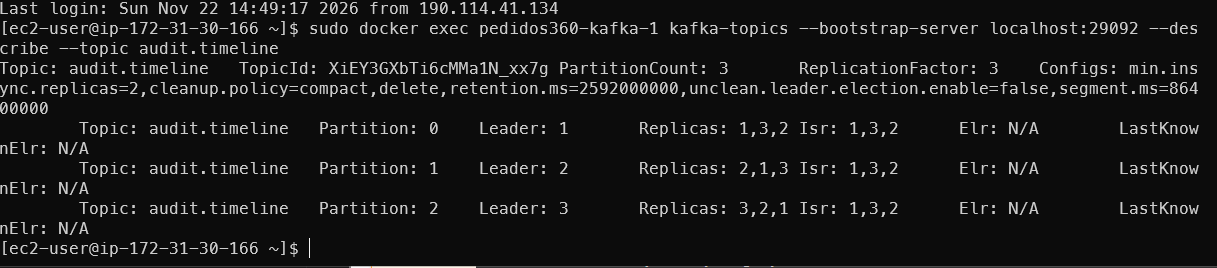 Last login: Sun Nov 22 14:49:17 2026 from 190.114.41.134
[ec2-user@ip-172-31-30-166 ~]$ sudo docker exec pedidos360-kafka-1 kafka-topics --bootstrap-server localhost:29092 --des
cribe --topic audit.timeline
Topic: audit.timeline   TopicId: XiEY3GXbTi6cMMa1N_xx7g PartitionCount: 3       ReplicationFactor: 3    Configs: min.ins
ync.replicas=2,cleanup.policy=compact,delete,retention.ms=2592000000,unclean.leader.election.enable=false,segment.ms=864
00000
        Topic: audit.timeline   Partition: 0    Leader: 1       Replicas: 1,3,2 Isr: 1,3,2      Elr: N/A        LastKnow
nElr: N/A
        Topic: audit.timeline   Partition: 1    Leader: 2       Replicas: 2,1,3 Isr: 1,3,2      Elr: N/A        LastKnow
nElr: N/A
        Topic: audit.timeline   Partition: 2    Leader: 3       Replicas: 3,2,1 Isr: 1,3,2      Elr: N/A        LastKnow
nElr: N/A
[ec2-user@ip-172-31-30-166 ~]$